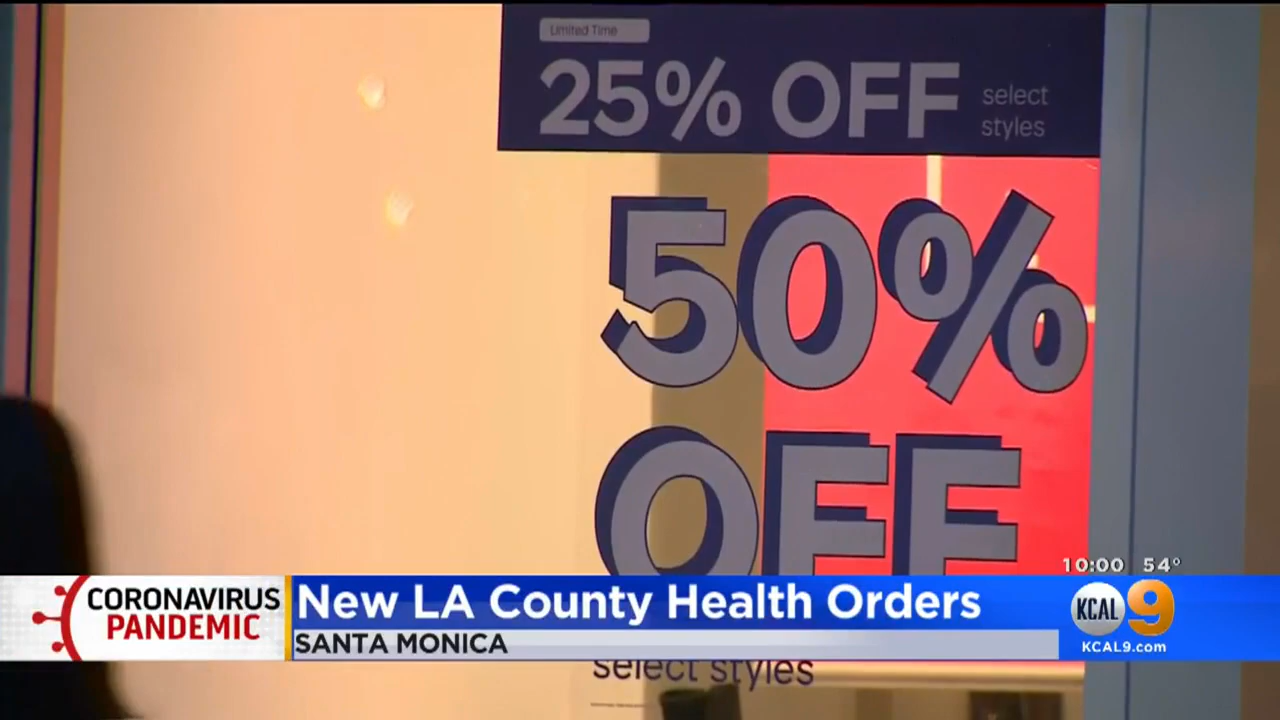 Limited Time
25% OFF select styles
50%
OFF
10:00 54°
CORONAVIRUS
PANDEMIC
New LA County Health Orders
SANTA MONICA
KCAL 9
KCAL9.com
select styles